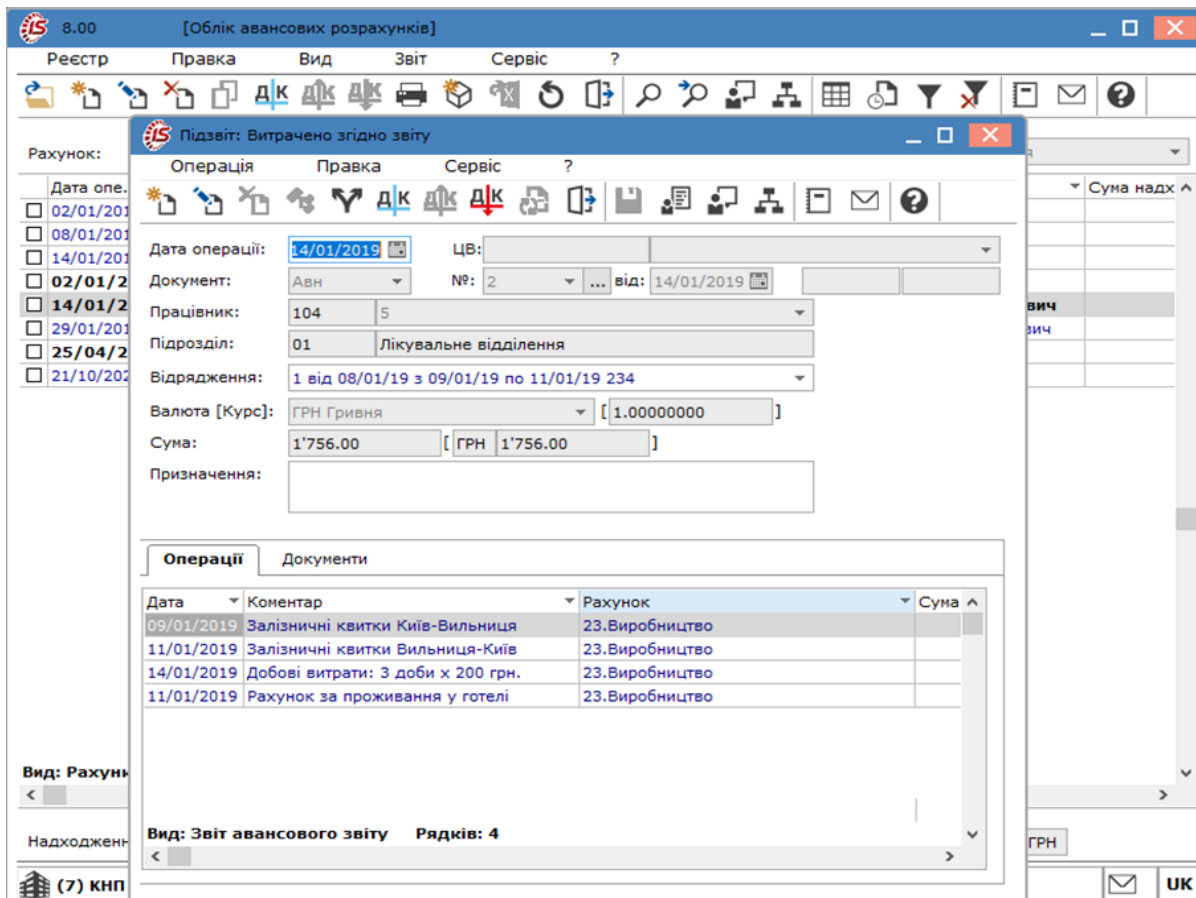 8.00 [Облік авансових розрахунків]
Реєстр Правка Вид Звіт Сервіс ?
Підзвіт: Витрачено згідно звіту
Рахунок:
Операція Правка Сервіс ?
Дата опе. Сума надх
02/01/201
08/01/201
14/01/201
02/01/2
14/01/2 вич
29/01/201 вич
25/04/2
21/10/202
Дата операції: 14/01/2019 ЦВ:
Документ: Авн №: 2 ... від: 14/01/2019
Працівник: 104 5
Підрозділ: 01 Лікувальне відділення
Відрядження: 1 від 08/01/19 з 09/01/19 по 11/01/19 234
Валюта [Курс]: ГРН Гривня [ 1.00000000 ]
Сума: 1'756.00 [ ГРН 1'756.00 ]
Призначення:
Операції Документи
Дата Коментар Рахунок Сума
09/01/2019 Залізничні квитки Київ-Вильниця 23.Виробництво
11/01/2019 Залізничні квитки Вильниця-Київ 23.Виробництво
14/01/2019 Добові витрати: 3 доби х 200 грн. 23.Виробництво
11/01/2019 Рахунок за проживання у готелі 23.Виробництво
Вид: Звіт авансового звіту Рядків: 4
Вид: Рахунк
Надходженн ГРН
(7) КНП UK